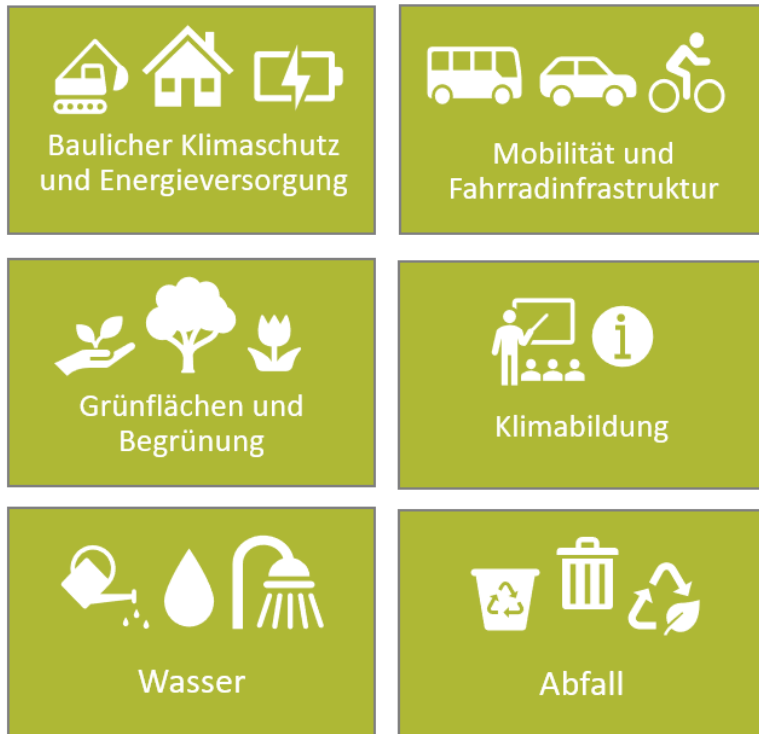 Baulicher Klimaschutz
und Energieversorgung
Mobilität und
Fahrradinfrastruktur
Grünflächen und
Begrünung
i
Klimabildung
Wasser
Abfall